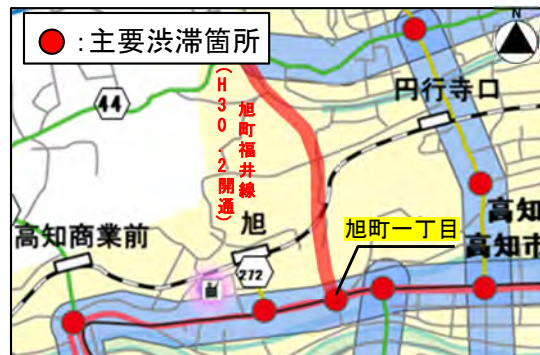 ：主要渋滞箇所
N
44
円行寺口
旭町福井線
（H30.2開通）
高知商業前
旭
旭町一丁目
高知
高知市
272